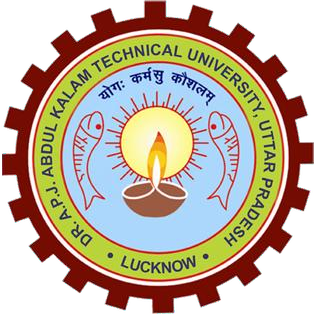 DR. A.P.J. ABDUL KALAM TECHNICAL UNIVERSITY, UTTAR PRADESH
योगः कर्मसु कौशलम्
• LUCKNOW •